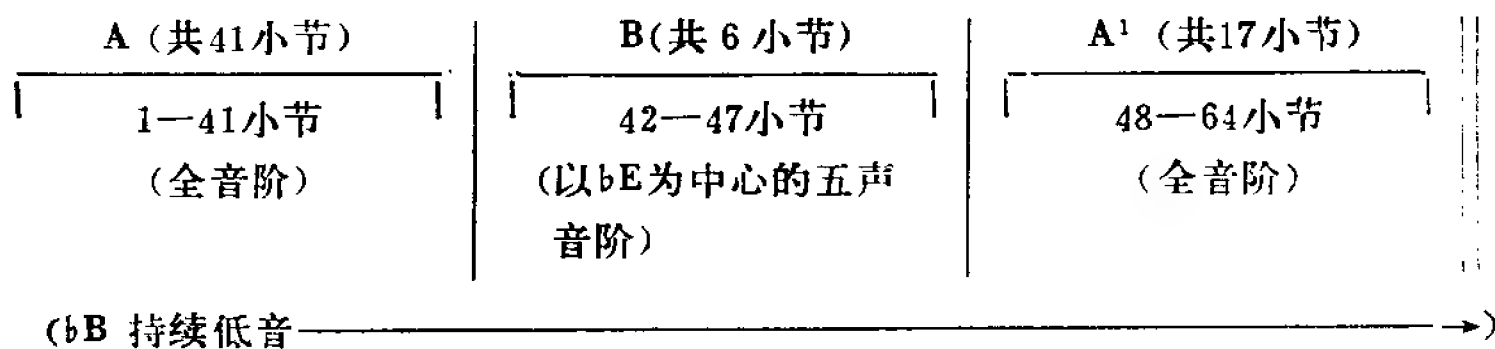 A（共41小节） B(共 6 小节) A¹（共17小节）
1—41小节 42—47小节 48—64小节
（全音阶） (以♭E为中心的五声 （全音阶）
音阶）
(♭B 持续低音 )